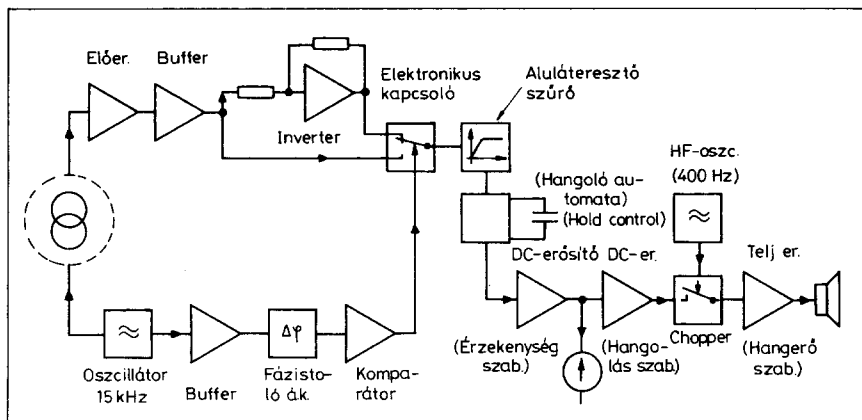 Előer.
Buffer
Elektronikus
kapcsoló
Aluláteresztő
szűrő
Inverter
HF-oszc.
(400 Hz)
(Hangoló au-
tomata)
(Hold control)
≈
DC-erősítő
DC-er.
Telj er.
≈
Δφ
Chopper
(Érzekenység
szab.)
(Hango-
lás szab.)
(Hangerő
szab.)
Oszcillátor
15 kHz
Buffer
Fázisto-
ló ák.
Kompa-
rátor